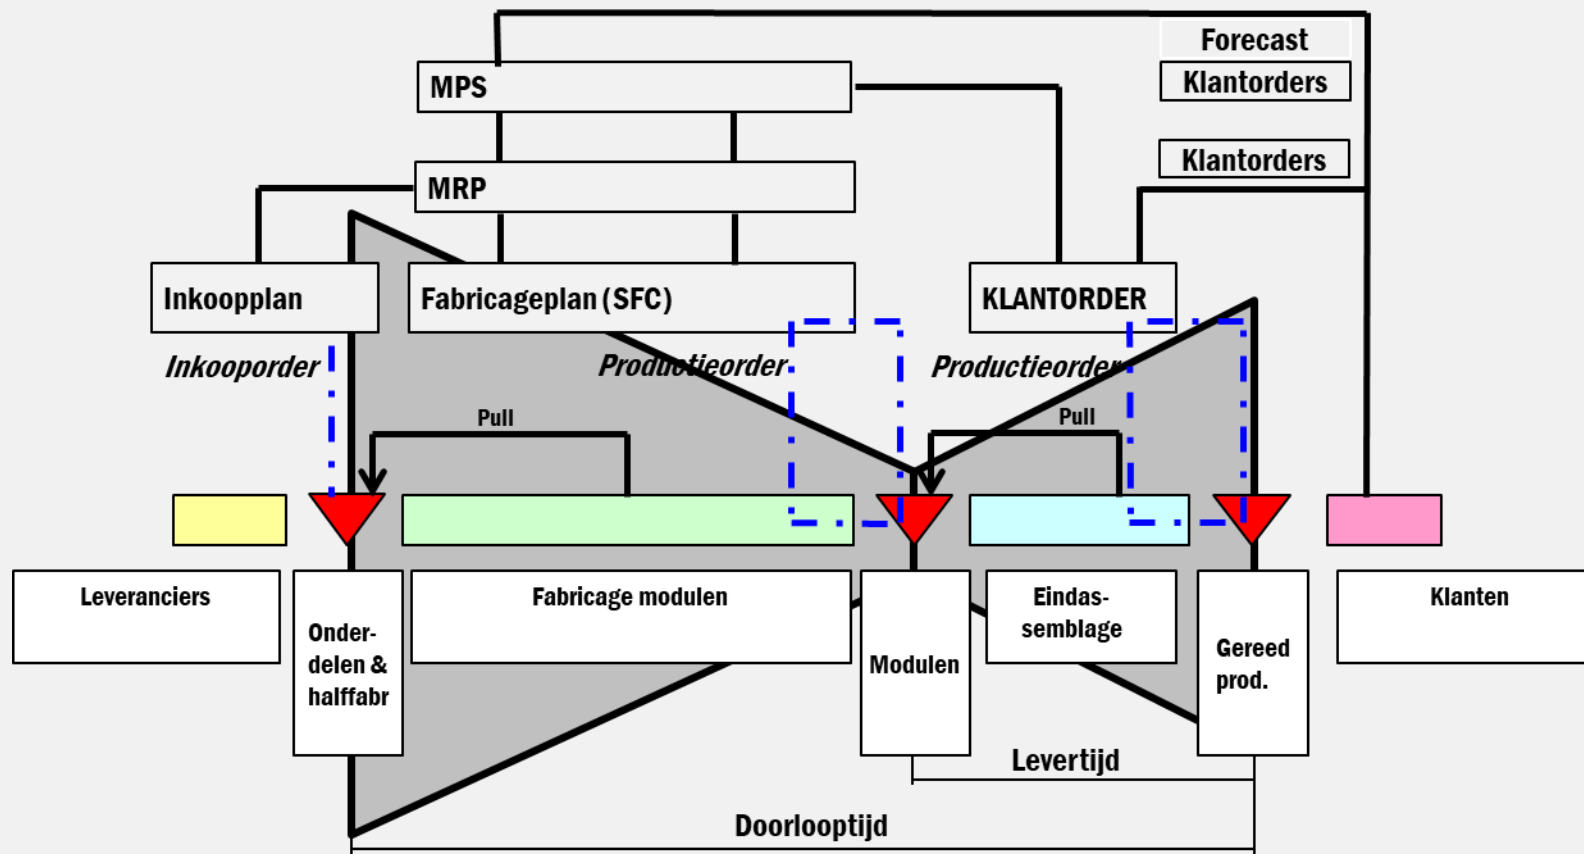 Forecast
MPS
Klantorders
Klantorders
MRP
Inkoopplan
Fabricageplan (SFC)
KLANTORDER
Inkooporder
Productieorder
Productieorder
Pull
Pull
Leveranciers
Onder-
delen &
halffabr
Fabricage modulen
Modulen
Eindas-
semblage
Gereed
prod.
Klanten
Levertijd
Doorlooptijd